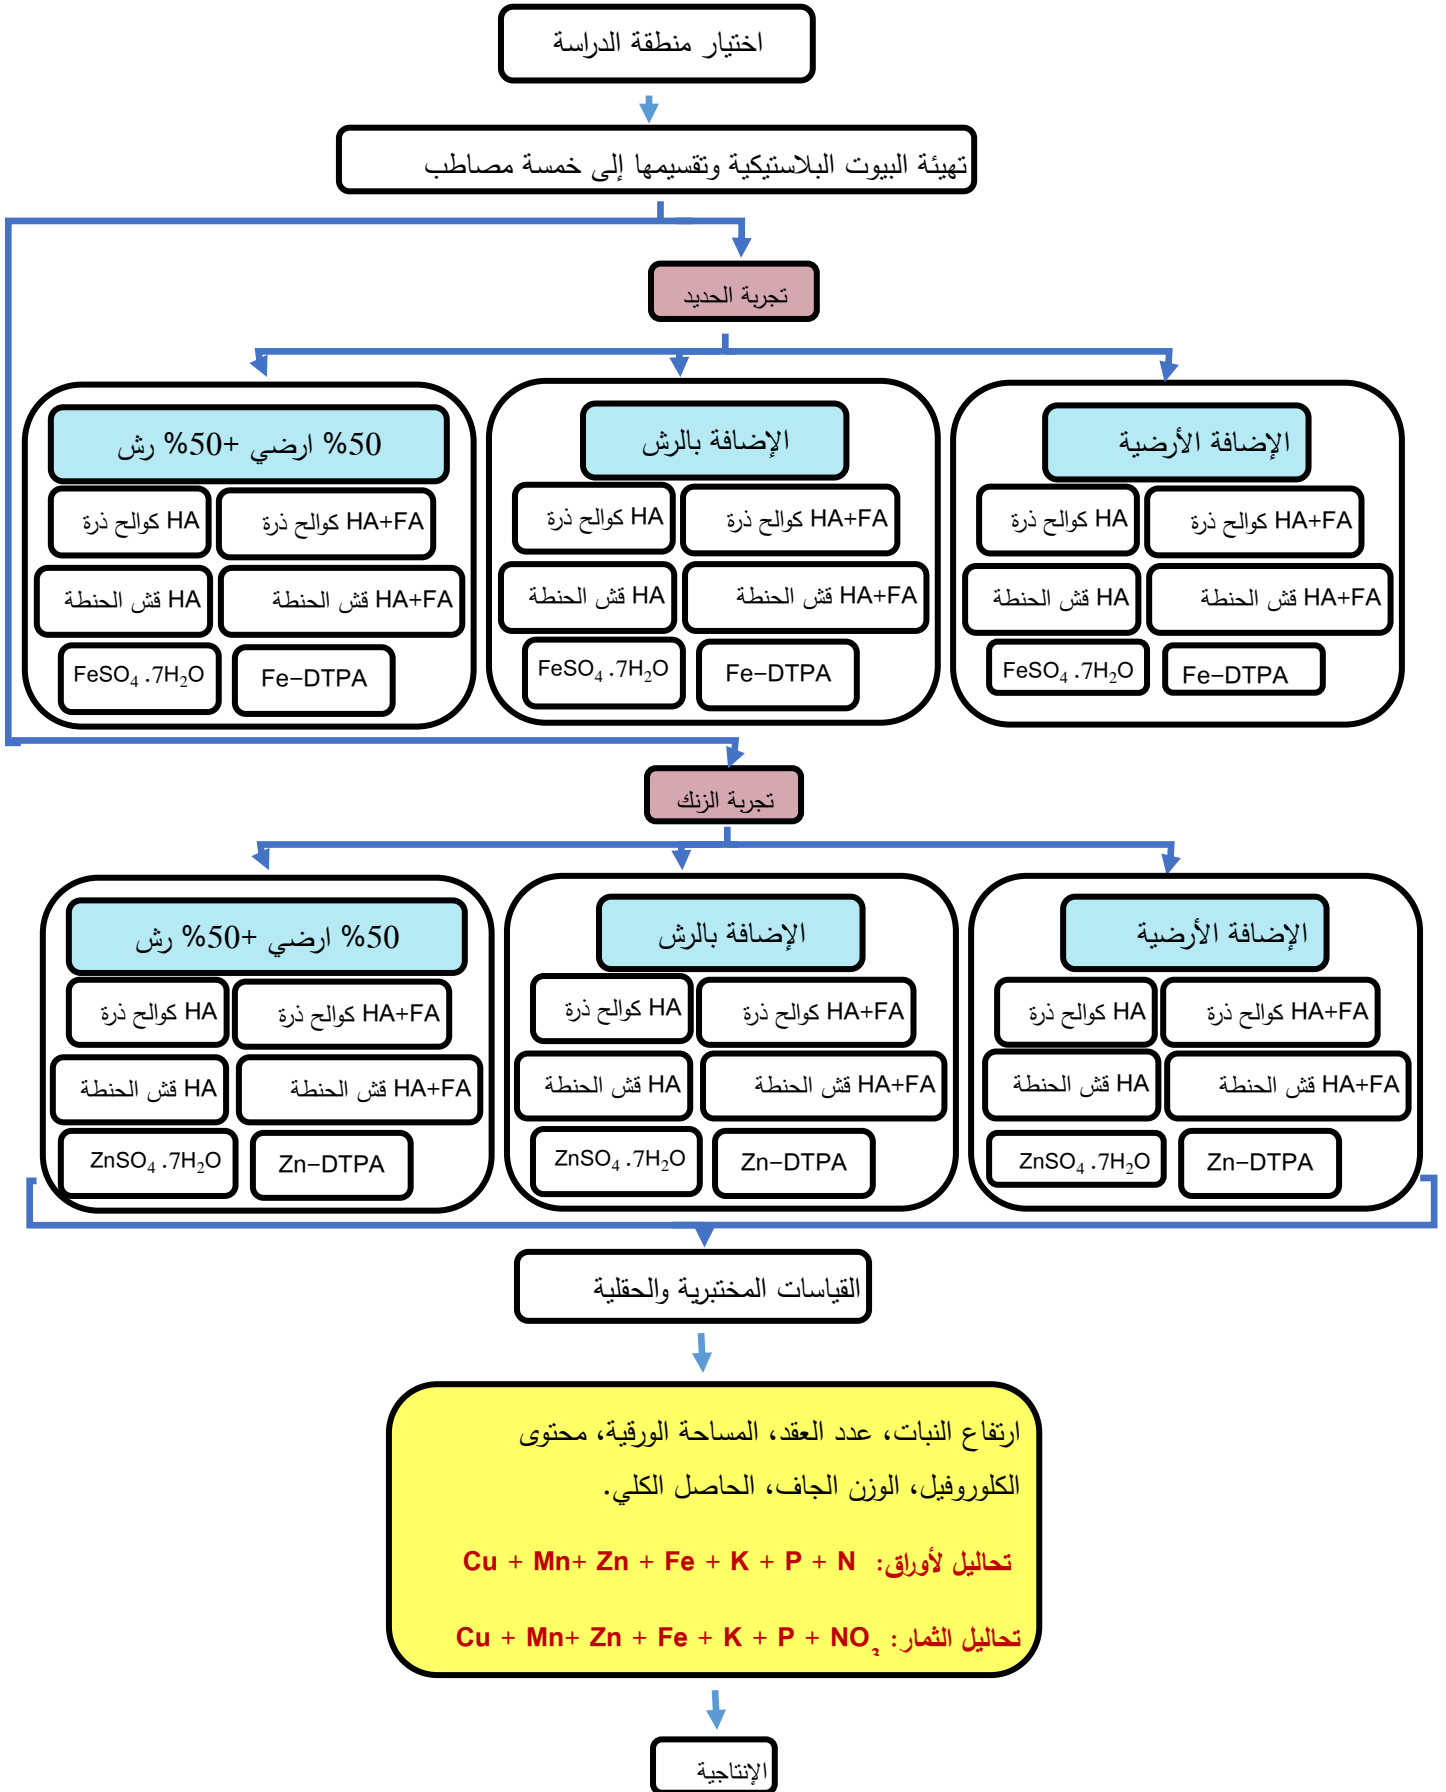 اختيار منطقة الدراسة
تهيئة البيوت البلاستيكية وتقسيمها إلى خمسة مصاطب
تجربة الحديد
الإضافة الأرضية
HA+FA كوالح ذرة
HA كوالح ذرة
HA+FA قش الحنطة
HA قش الحنطة
Fe-DTPA
FeSO₄ .7H₂O
الإضافة بالرش
HA+FA كوالح ذرة
HA كوالح ذرة
HA+FA قش الحنطة
HA قش الحنطة
Fe-DTPA
FeSO₄ .7H₂O
50% ارضي +50% رش
HA+FA كوالح ذرة
HA كوالح ذرة
HA+FA قش الحنطة
HA قش الحنطة
Fe-DTPA
FeSO₄ .7H₂O
تجربة الزنك
الإضافة الأرضية
HA+FA كوالح ذرة
HA كوالح ذرة
HA+FA قش الحنطة
HA قش الحنطة
Zn-DTPA
ZnSO₄ .7H₂O
الإضافة بالرش
HA+FA كوالح ذرة
HA كوالح ذرة
HA+FA قش الحنطة
HA قش الحنطة
Zn-DTPA
ZnSO₄ .7H₂O
50% ارضي +50% رش
HA+FA كوالح ذرة
HA كوالح ذرة
HA+FA قش الحنطة
HA قش الحنطة
Zn-DTPA
ZnSO₄ .7H₂O
القياسات المختبرية والحقلية
ارتفاع النبات، عدد العقد، المساحة الورقية، محتوى
الكلوروفيل، الوزن الجاف، الحاصل الكلي.
تحاليل لأوراق: Cu + Mn+ Zn + Fe + K + P + N
تحاليل الثمار: Cu + Mn+ Zn + Fe + K + P + NO₃
الإنتاجية